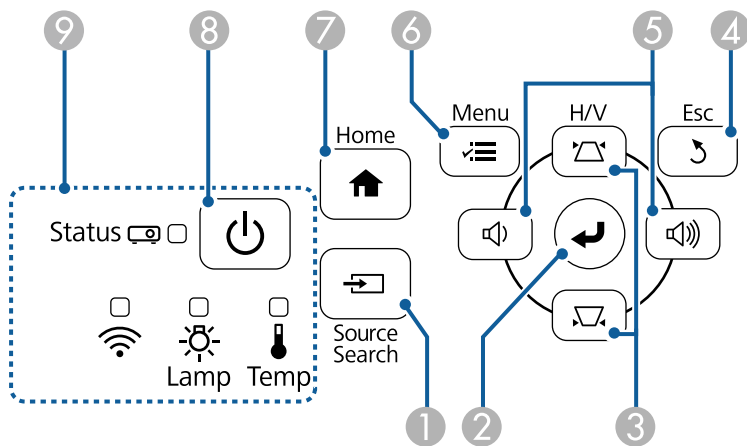 9 8 7 6 5 4
Menu H/V Esc
Home
Status
Source
Search
Lamp Temp
1 2 3